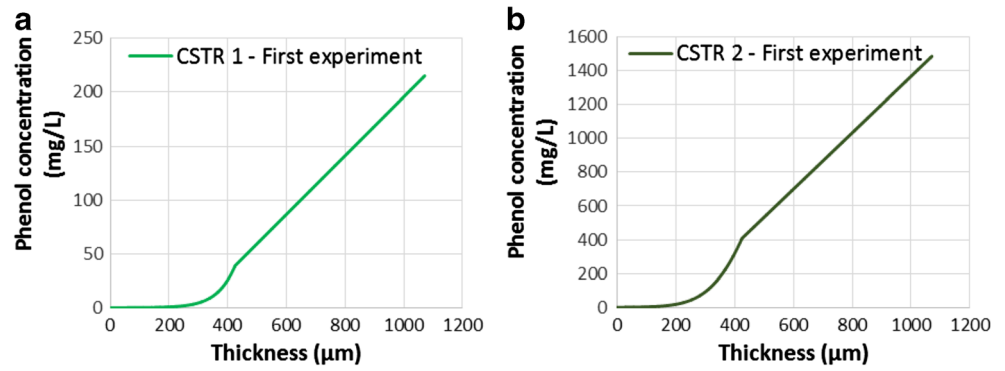 a
CSTR 1 - First experiment
Phenol concentration
(mg/L)
250
200
150
100
50
0
0 200 400 600 800 1000 1200
Thickness (μm)
b
CSTR 2 - First experiment
Phenol concentration
(mg/L)
1600
1400
1200
1000
800
600
400
200
0
0 200 400 600 800 1000 1200
Thickness (μm)